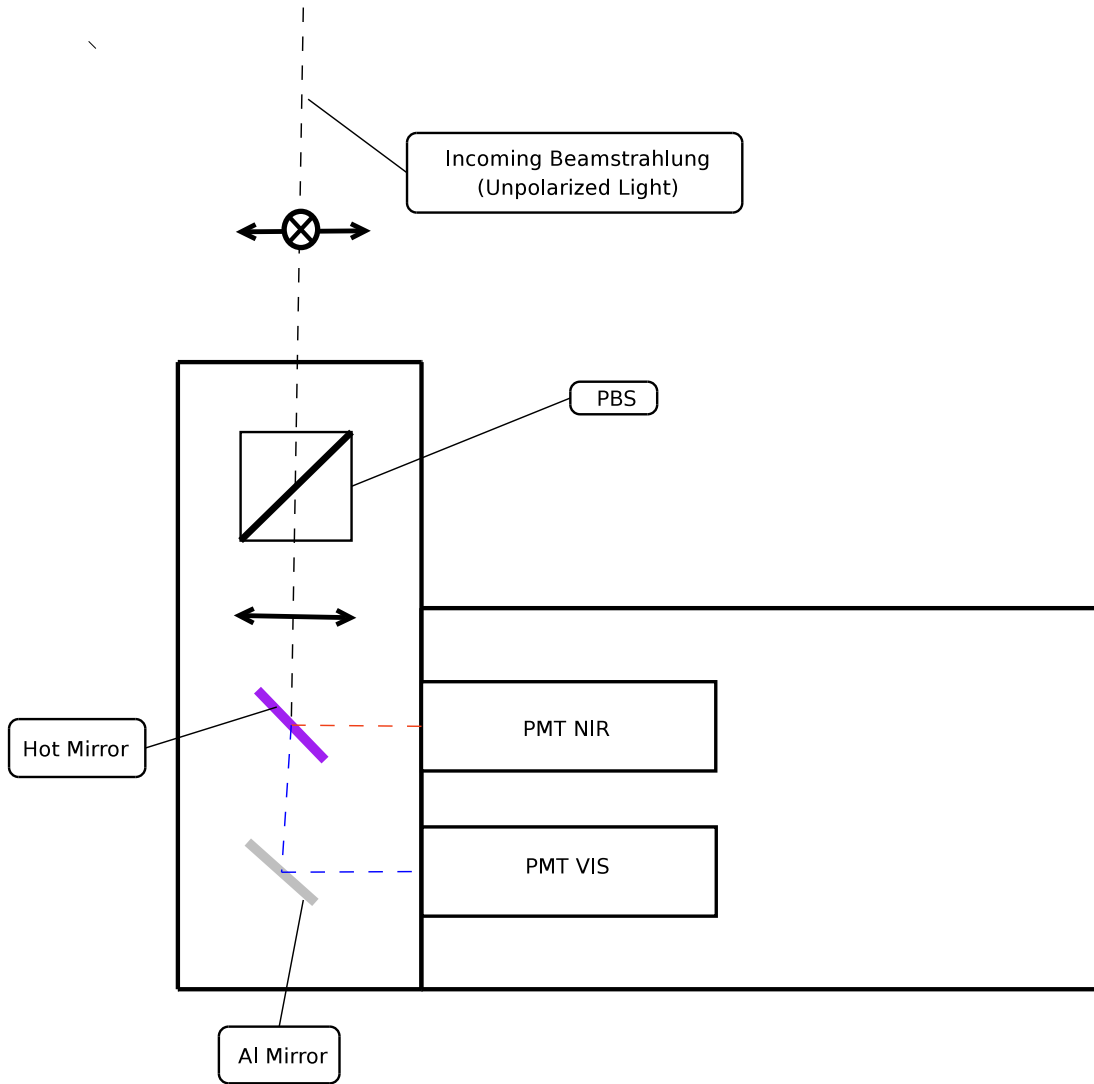 Incoming Beamstrahlung
(Unpolarized Light)
PBS
PMT NIR
Hot Mirror
PMT VIS
Al Mirror